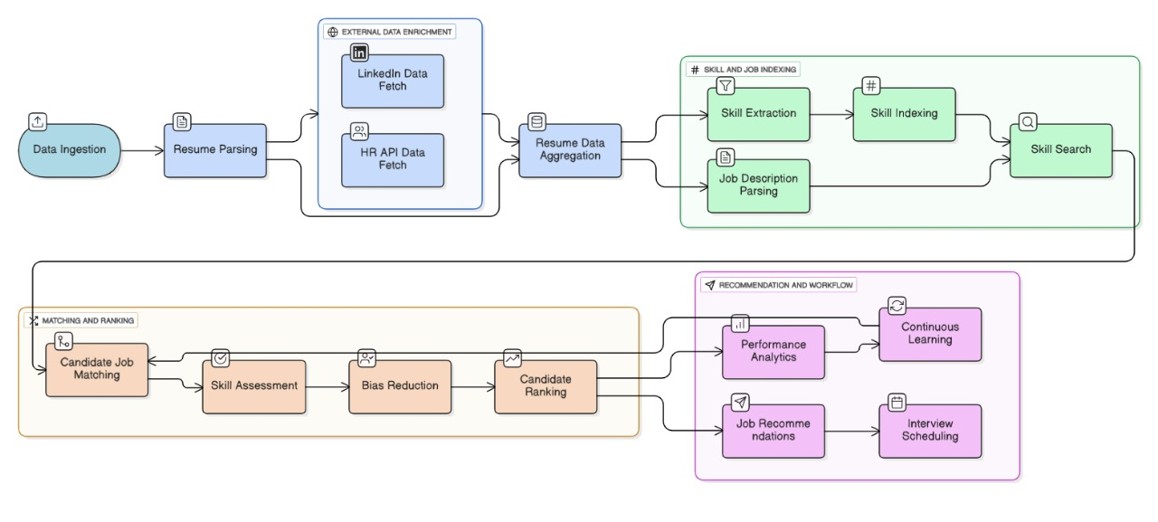 EXTERNAL DATA ENRICHMENT
in
LinkedIn Data
Fetch
HR API Data
Fetch
Data Ingestion
Resume Parsing
Resume Data
Aggregation
# SKILL AND JOB INDEXING
Skill Extraction
#
Skill Indexing
Job Description
Parsing
Skill Search
MATCHING AND RANKING
Candidate Job
Matching
Skill Assessment
Bias Reduction
Candidate
Ranking
RECOMMENDATION AND WORKFLOW
Performance
Analytics
Continuous
Learning
Job Recomme
ndations
Interview
Scheduling